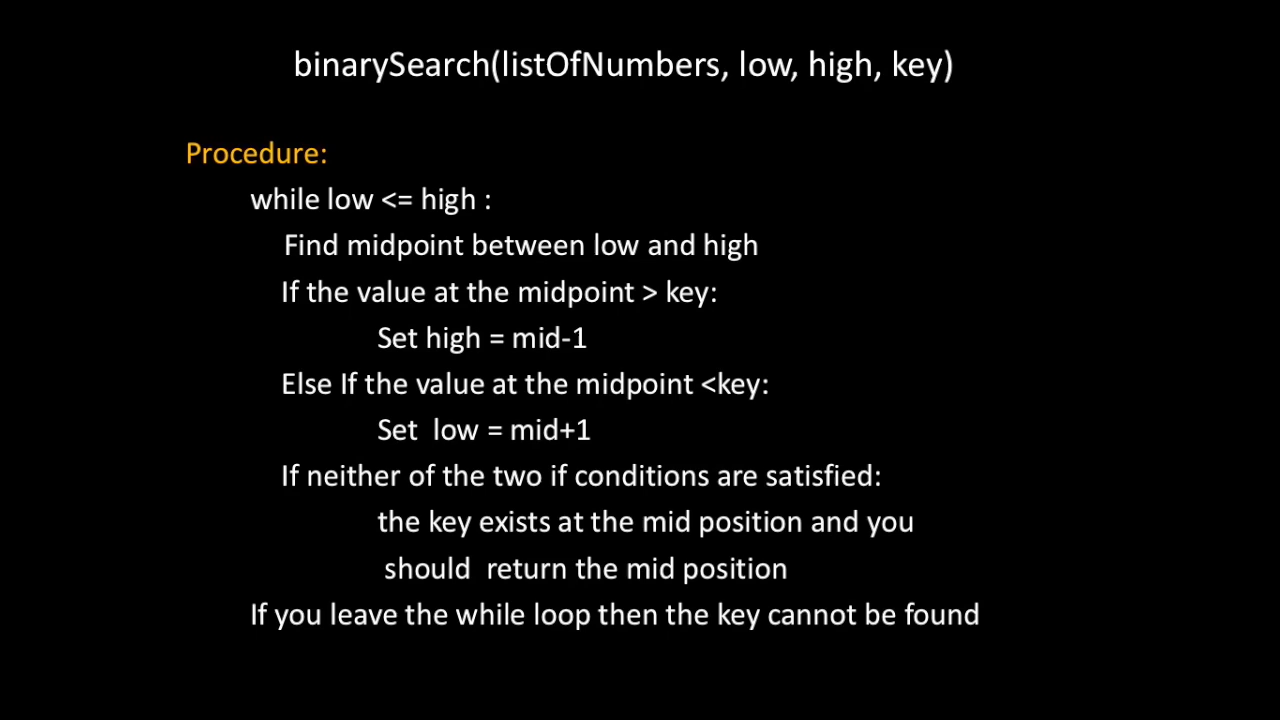 binarySearch(listOfNumbers, low, high, key)
Procedure:
while low <= high :
Find midpoint between low and high
If the value at the midpoint > key:
Set high = mid-1
Else If the value at the midpoint <key:
Set  low = mid+1
If neither of the two if conditions are satisfied:
the key exists at the mid position and you
should  return the mid position
If you leave the while loop then the key cannot be found